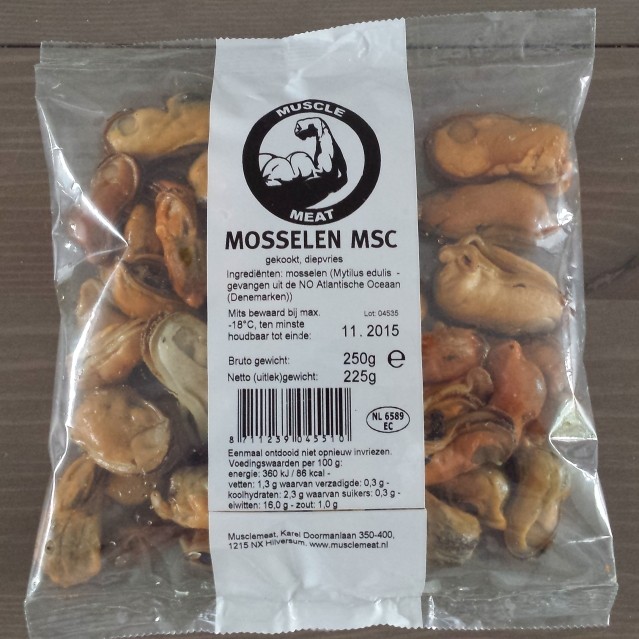 MUSCLE
MEAT
MOSSELEN MSC
gekookt, diepvries
Ingrediënten: mosselen (Mytilus edulis -
gevangen uit de NO Atlantische Oceaan
(Denemarken))
Mits bewaard bij max.
-18°C, ten minste
houdbaar tot einde:
Lot: 04535
11. 2015
Bruto gewicht: 250g e
Netto (uitlek)gewicht: 225g
8 711239 045510
NL 6589
EC
Eenmaal ontdooid niet opnieuw invriezen.
Voedingswaarden per 100 g:
energie: 360 kJ / 86 kcal -
vetten: 1,3 g waarvan verzadigde: 0,3 g -
koolhydraten: 2,3 g waarvan suikers: 0,3 g -
eiwitten: 16,0 g - zout: 1,0 g
Musclemeat, Karel Doormanlaan 350-400,
1215 NX Hilversum, www.musclemeat.nl